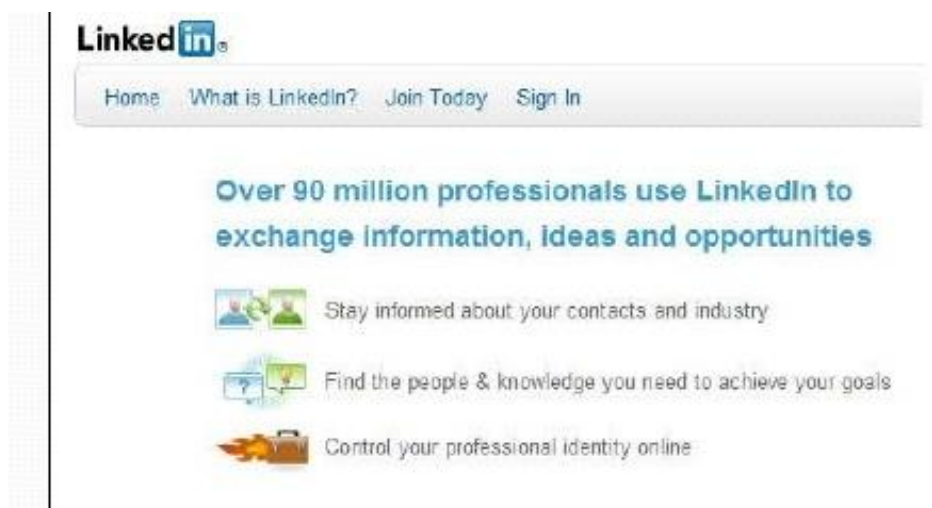 Linked in ®
Home What is LinkedIn? Join Today Sign In
Over 90 million professionals use LinkedIn to
exchange information, ideas and opportunities
Stay informed about your contacts and industry
? Find the people & knowledge you need to achieve your goals
Control your professional identity online